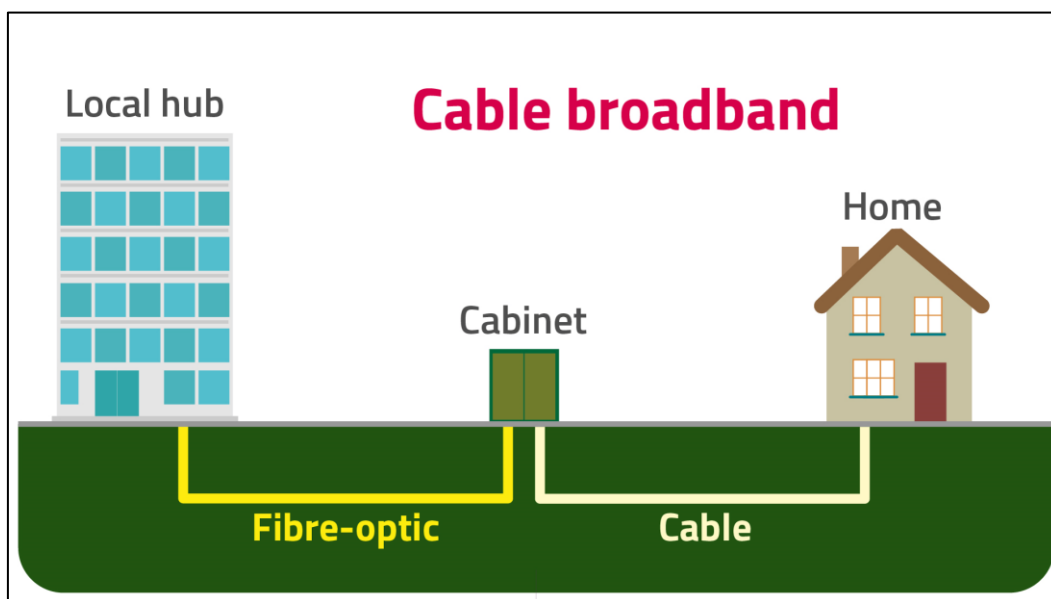 Cable broadband
Local hub
Home
Cabinet
Fibre-optic
Cable